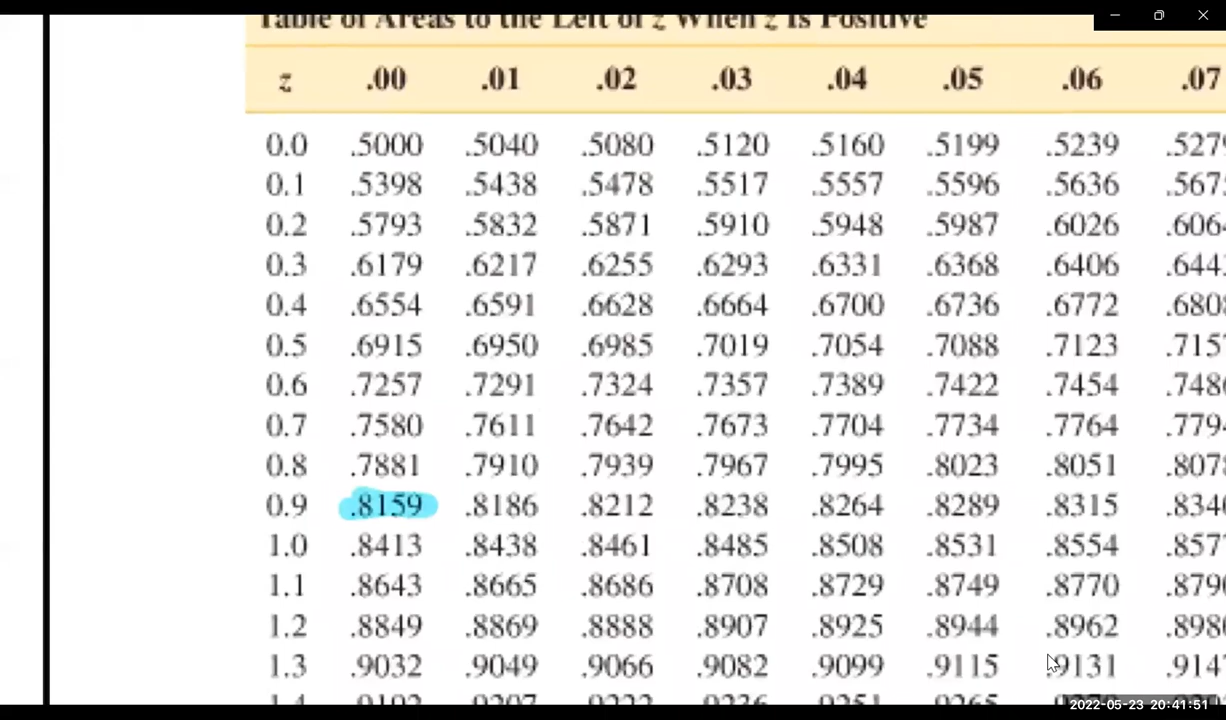 Table of Areas to the Left of z When z Is Positive
z .00 .01 .02 .03 .04 .05 .06 .07
0.0 .5000 .5040 .5080 .5120 .5160 .5199 .5239
0.1 .5398 .5438 .5478 .5517 .5557 .5596 .5636
0.2 .5793 .5832 .5871 .5910 .5948 .5987 .6026
0.3 .6179 .6217 .6255 .6293 .6331 .6368 .6406
0.4 .6554 .6591 .6628 .6664 .6700 .6736 .6772
0.5 .6915 .6950 .6985 .7019 .7054 .7088 .7123
0.6 .7257 .7291 .7324 .7357 .7389 .7422 .7454
0.7 .7580 .7611 .7642 .7673 .7704 .7734 .7764
0.8 .7881 .7910 .7939 .7967 .7995 .8023 .8051
0.9 .8159 .8186 .8212 .8238 .8264 .8289 .8315
1.0 .8413 .8438 .8461 .8485 .8508 .8531 .8554
1.1 .8643 .8665 .8686 .8708 .8729 .8749 .8770
1.2 .8849 .8869 .8888 .8907 .8925 .8944 .8962
1.3 .9032 .9049 .9066 .9082 .9099 .9115 .9131
2022-05-23 20:41:51